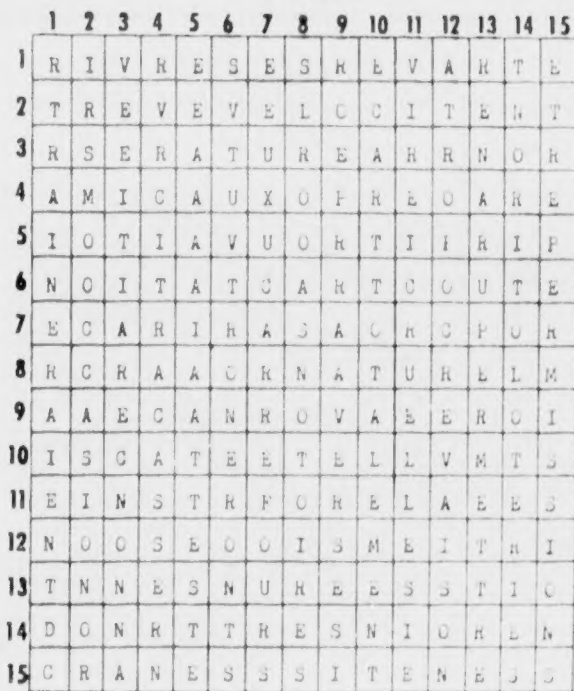 1 2 3 4 5 6 7 8 9 10 11 12 13 14 15
1 R I V R E S E S R E V A R T E
2 T R E V E V E L O C I T E N T
3 R S E R A T U R E A R R N O R
4 A M I C A U X O P R E O A R E
5 I O T I A V U O R T I F R I P
6 N O I T A T C A R T C O U T E
7 E C A R I R A S A O R C P O R
8 R C R A A O R N A T U R E L M
9 A A E C A N R O V A E E R O I
10 I S C A T E E T E L L V M T S
11 E I N S T R F O R E L A E E S
12 N O O S E O O I S M E I T R I
13 T N N E S N U R E E S S T I O
14 D O N R T T R E S N I O R E N
15 C R A N E S S S I T E N E S S